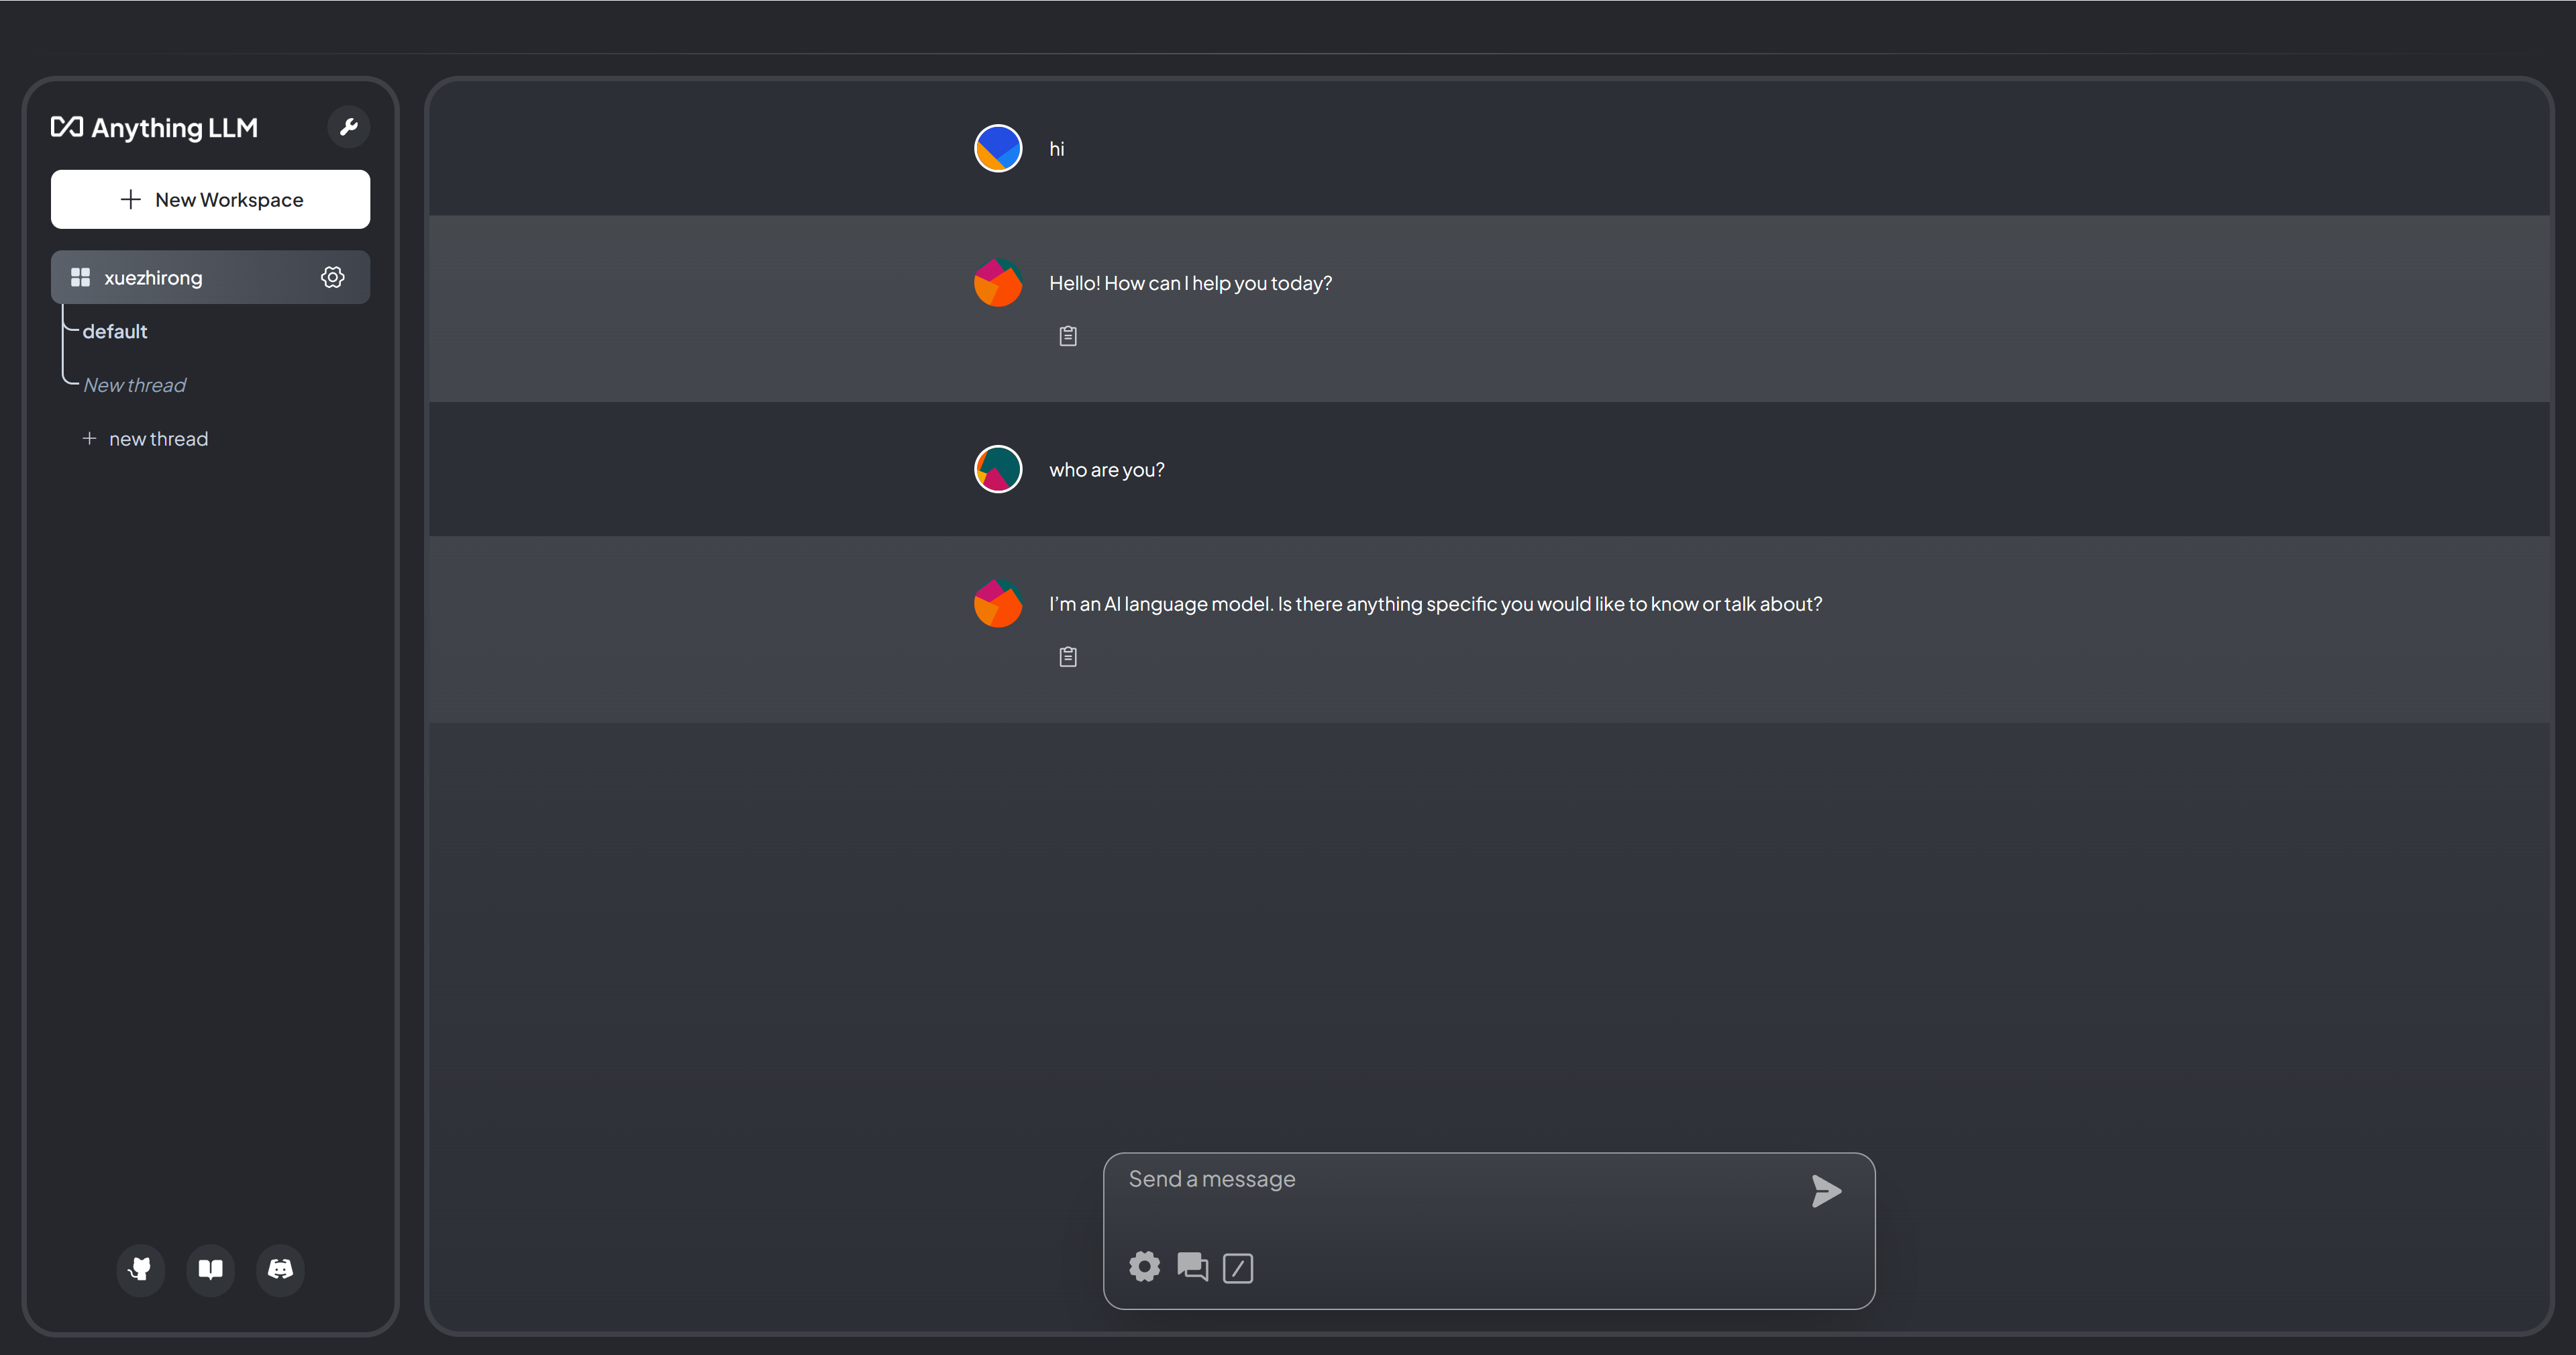 Anything LLM
New Workspace
xuezhirong
default
New thread
new thread
hi
Hello! How can I help you today?
who are you?
I’m an AI language model. Is there anything specific you would like to know or talk about?
Send a message